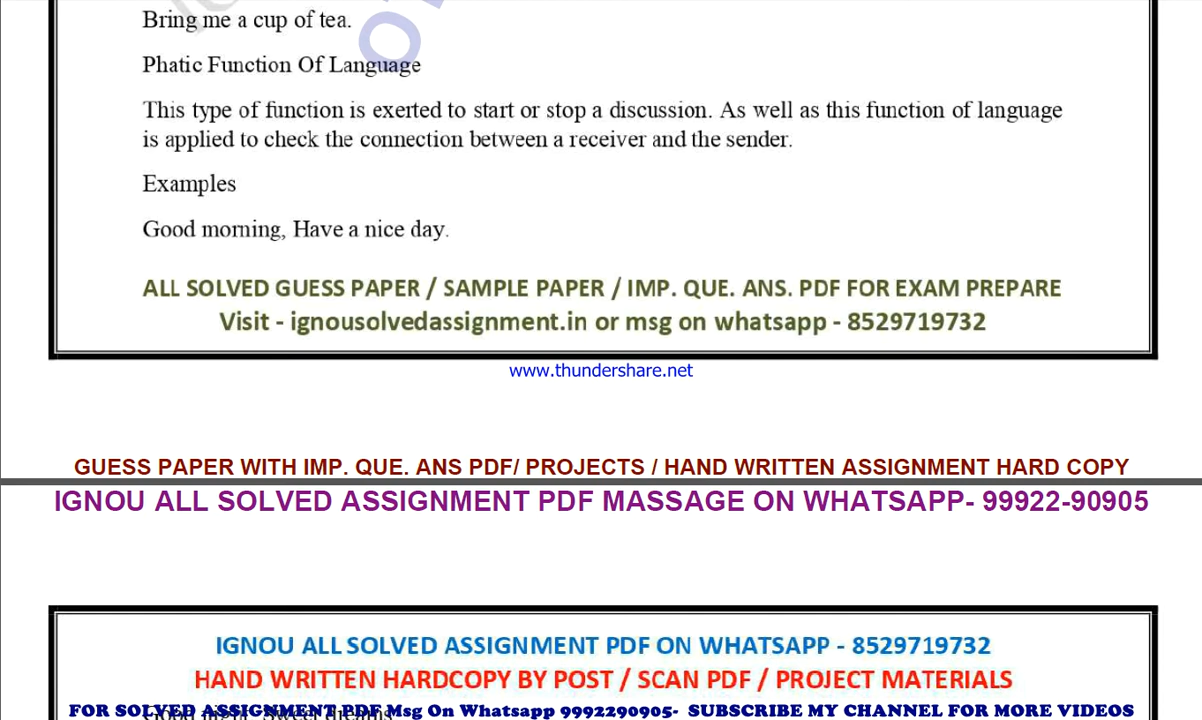 Bring me a cup of tea.
Phatic Function Of Language
This type of function is exerted to start or stop a discussion. As well as this function of language
is applied to check the connection between a receiver and the sender.
Examples
Good morning, Have a nice day.
ALL SOLVED GUESS PAPER / SAMPLE PAPER / IMP. QUE. ANS. PDF FOR EXAM PREPARE
Visit - ignousolvedassignment.in or msg on whatsapp - 8529719732
www.thundershare.net
GUESS PAPER WITH IMP. QUE. ANS PDF/ PROJECTS / HAND WRITTEN ASSIGNMENT HARD COPY
IGNOU ALL SOLVED ASSIGNMENT PDF MASSAGE ON WHATSAPP- 99922-90905
IGNOU ALL SOLVED ASSIGNMENT PDF ON WHATSAPP - 8529719732
HAND WRITTEN HARDCOPY BY POST / SCAN PDF / PROJECT MATERIALS
FOR SOLVED ASSIGNMENT PDF Msg On Whatsapp 9992290905- SUBSCRIBE MY CHANNEL FOR MORE VIDEOS